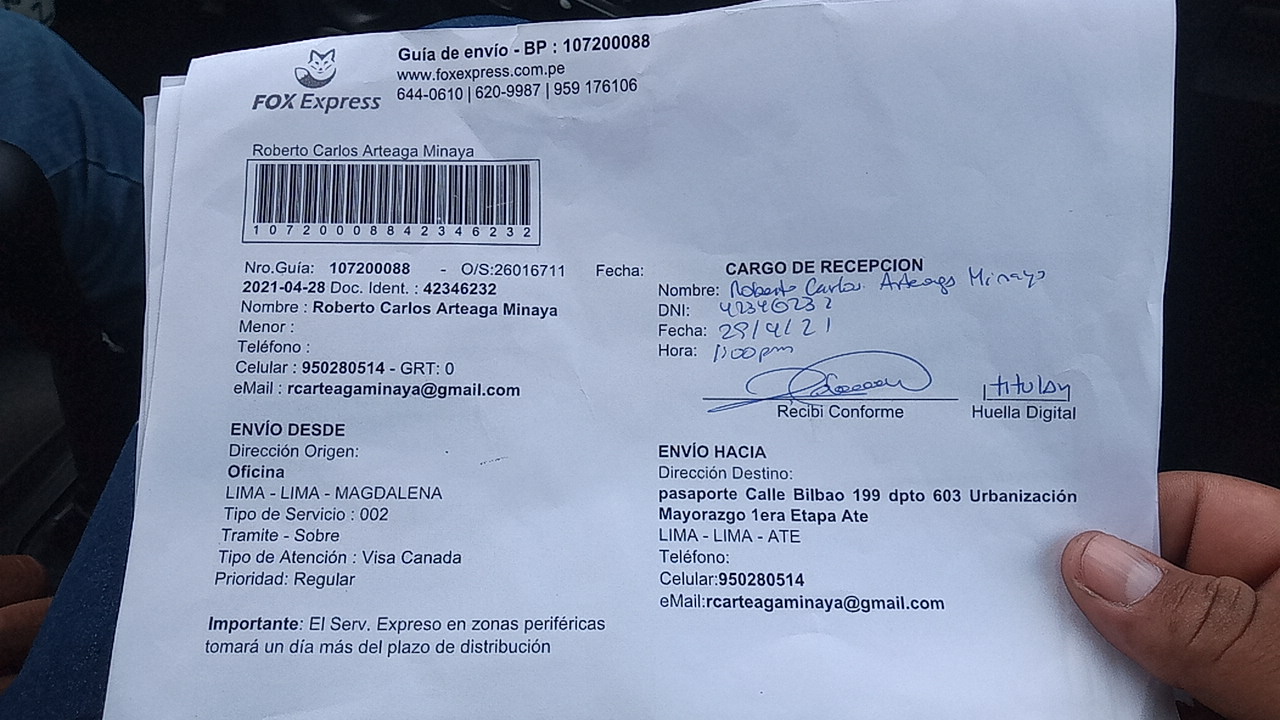 FOX Express
Guía de envío - BP : 107200088
www.foxexpress.com.pe
644-0610 | 620-9987 | 959 176106
Roberto Carlos Arteaga Minaya
10720008842346232
Nro.Guía: 107200088 - O/S:26016711 Fecha:
2021-04-28 Doc. Ident. : 42346232
Nombre : Roberto Carlos Arteaga Minaya
Menor :
Teléfono :
Celular : 950280514 - GRT: 0
eMail : rcarteagaminaya@gmail.com
CARGO DE RECEPCION
Nombre: Roberto Carlos Arteaga Minaya
DNI: 42346232
Fecha: 29/4/21
Hora: 1:00pm
Recibi Conforme
titular
Huella Digital
ENVÍO DESDE
Dirección Origen:
Oficina
LIMA - LIMA - MAGDALENA
Tipo de Servicio : 002
Tramite - Sobre
Tipo de Atención : Visa Canada
Prioridad: Regular
ENVÍO HACIA
Dirección Destino:
pasaporte Calle Bilbao 199 dpto 603 Urbanización
Mayorazgo 1era Etapa Ate
LIMA - LIMA - ATE
Teléfono:
Celular:950280514
eMail:rcarteagaminaya@gmail.com
Importante: El Serv. Expreso en zonas periféricas
tomará un día más del plazo de distribución